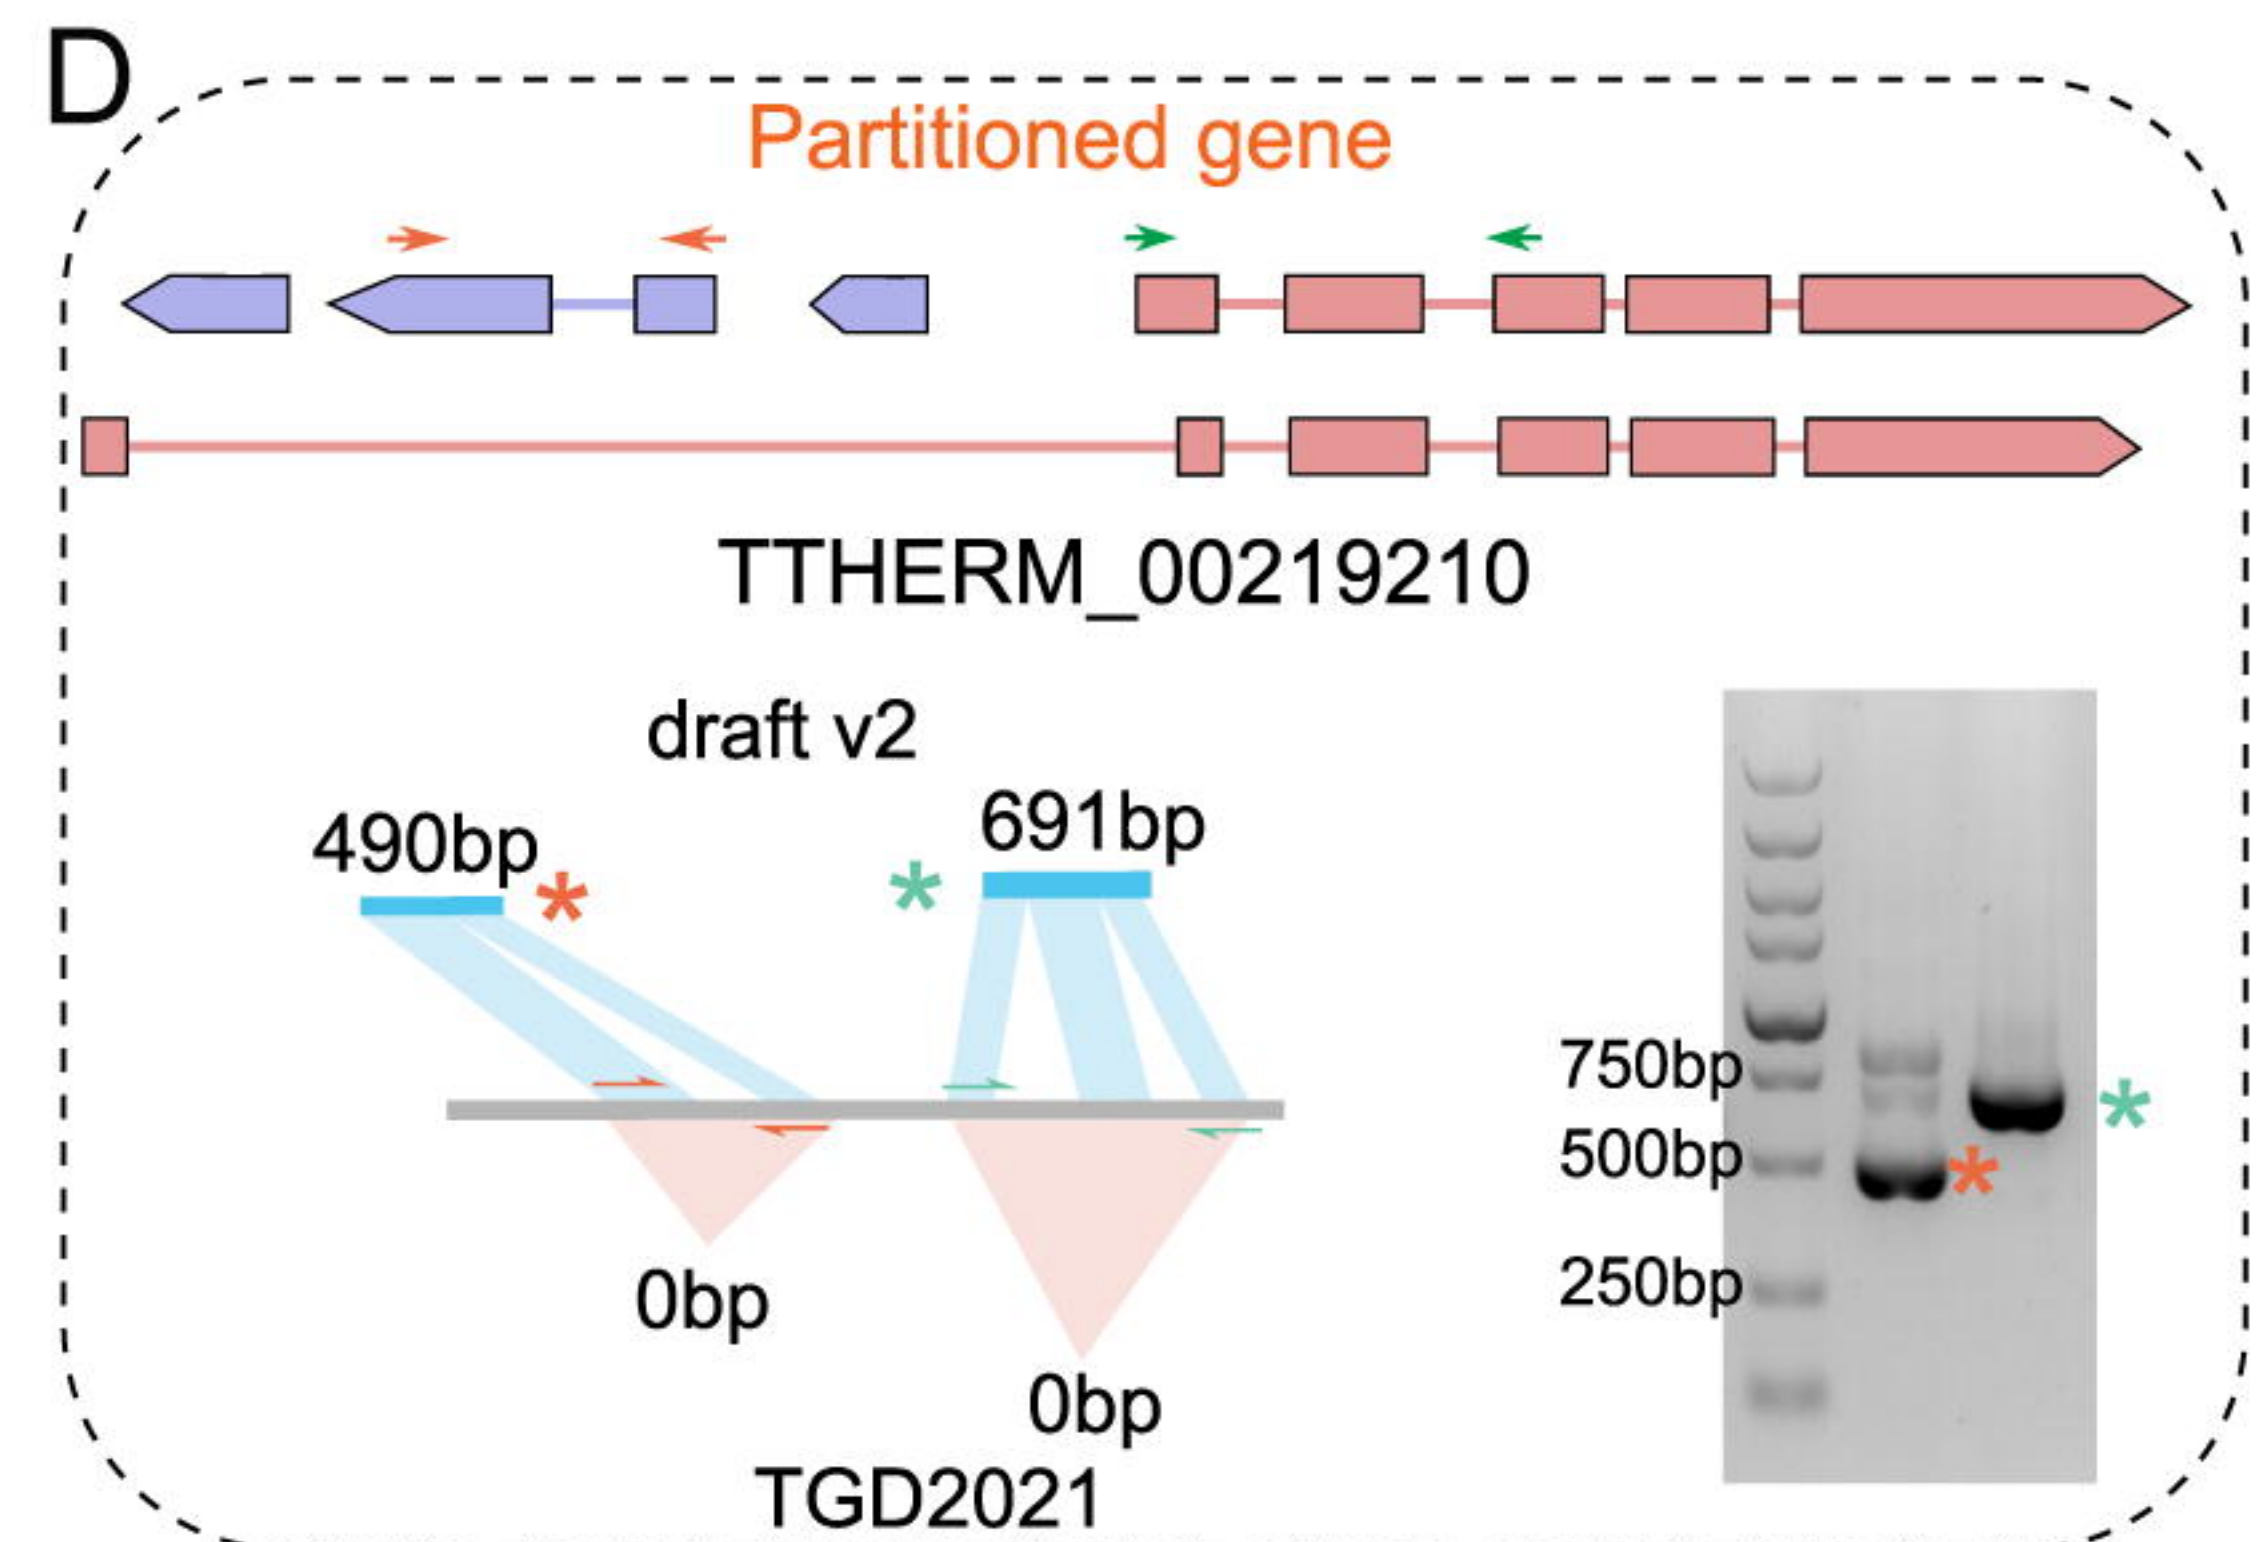 D
Partitioned gene
TTHERM_00219210
draft v2
490bp
*
*
691bp
0bp
0bp
TGD2021
750bp
500bp
250bp
*
*